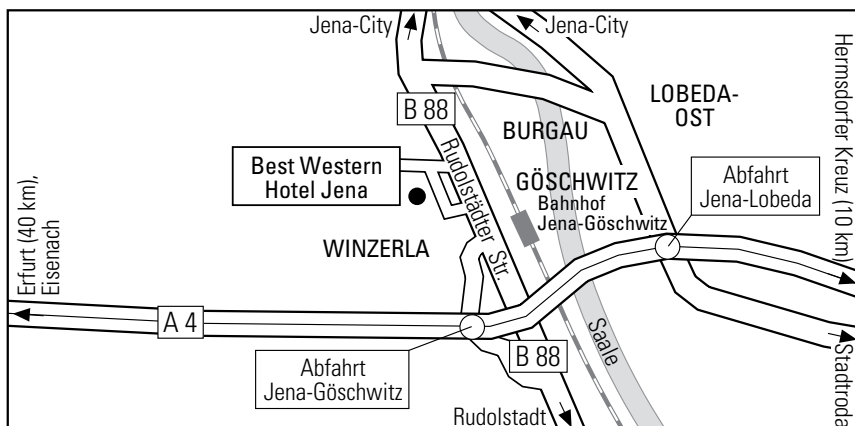 Jena-City
Jena-City
Hermsdorfer Kreuz (10 km)
LOBEDA-
OST
B 88
BURGAU
Best Western
Hotel Jena
Rudolstädter Str.
GÖSCHWITZ
Bahnhof
Jena-Göschwitz
Abfahrt
Jena-Lobeda
Erfurt (40 km),
Eisenach
WINZERLA
A 4
Abfahrt
Jena-Göschwitz
B 88
Saale
Stadtroda
Rudolstadt